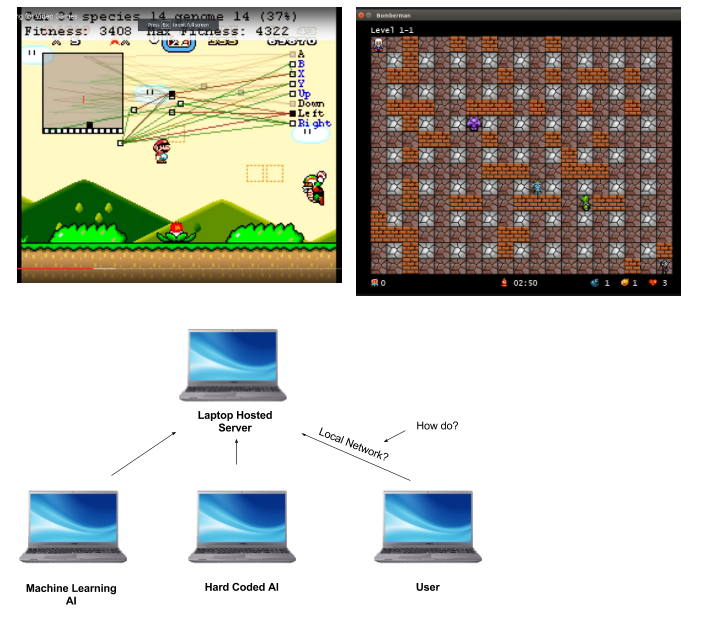 species 14 genome 14 (37%)
Fitness: 3408 Max Fitness: 4322
A
B
X
Y
Up
Down
Left
Right
Bomberman
Level 1-1
0
02:50
1
1
3
Laptop Hosted
Server
How do?
Local Network?
Machine Learning
AI
Hard Coded AI
User